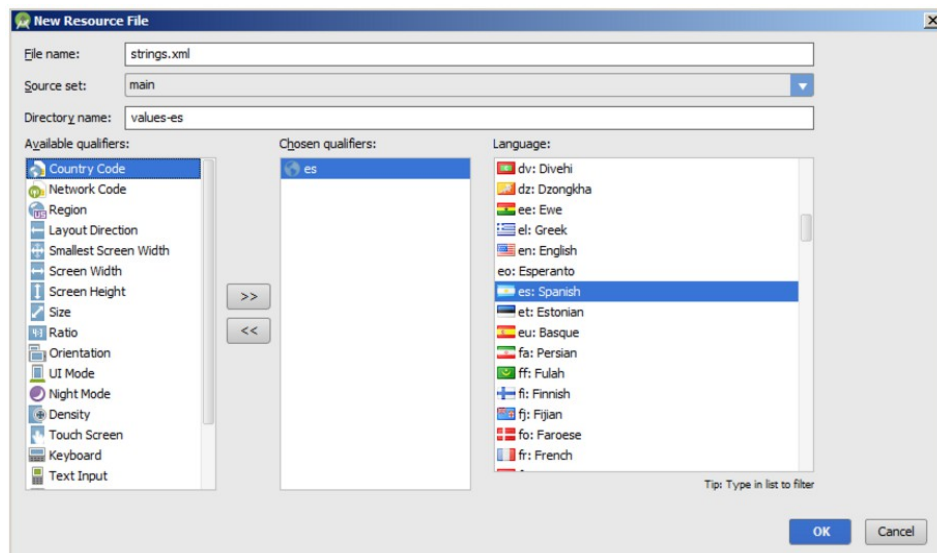 New Resource File
File name:
strings.xml
Source set:
main
Directory name:
values-es
Available qualifiers:
Country Code
Network Code
Region
Layout Direction
Smallest Screen Width
Screen Width
Screen Height
Size
Ratio
Orientation
UI Mode
Night Mode
Density
Touch Screen
Keyboard
Text Input
>>
<<
Chosen qualifiers:
es
Language:
dv: Divehi
dz: Dzongkha
ee: Ewe
el: Greek
en: English
eo: Esperanto
es: Spanish
et: Estonian
eu: Basque
fa: Persian
ff: Fulah
fi: Finnish
fj: Fijian
fo: Faroese
fr: French
Tip: Type in list to filter
OK
Cancel